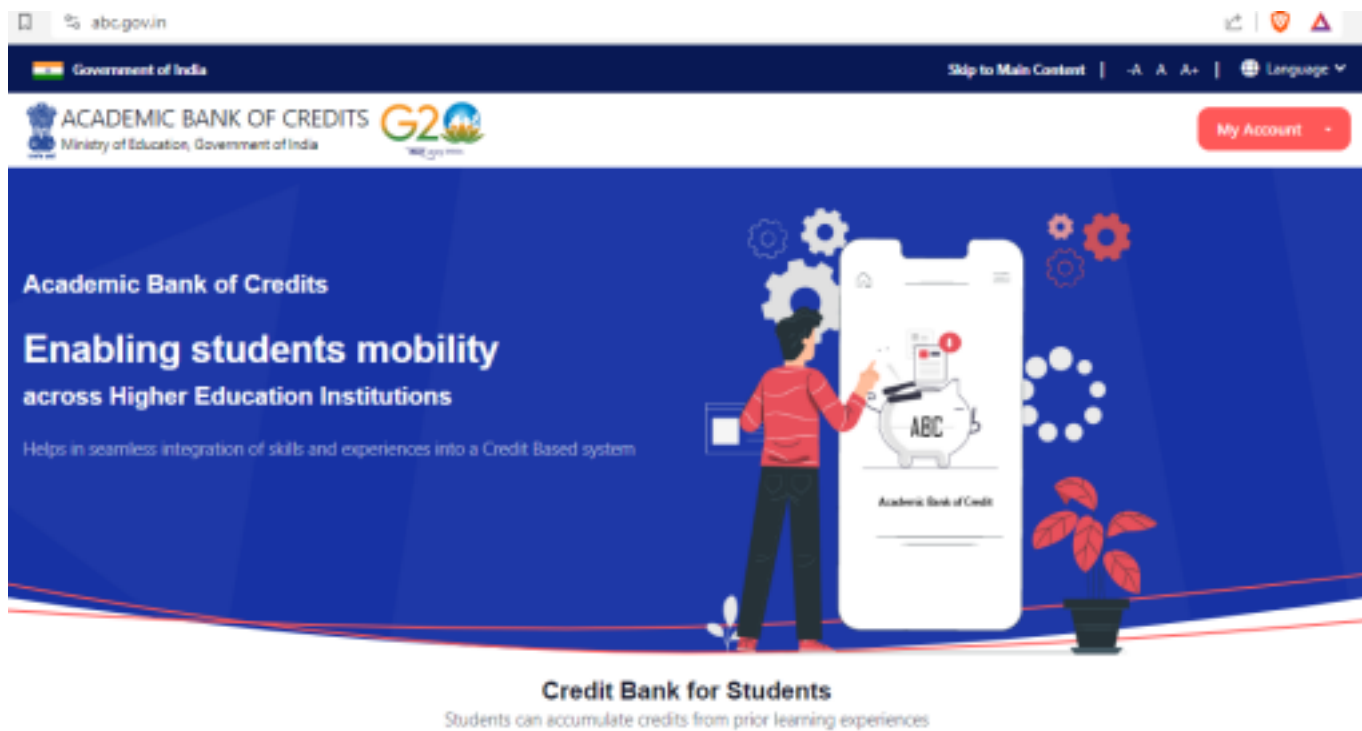 abc.gov.in
Government of India
Skip to Main Content | -A A A+ | Language
ACADEMIC BANK OF CREDITS G20
Ministry of Education, Government of India
My Account
Academic Bank of Credits
Enabling students mobility
across Higher Education Institutions
Helps in seamless integration of skills and experiences into a Credit Based system
ABC
Academic Bank of Credit
Credit Bank for Students
Students can accumulate credits from prior learning experiences